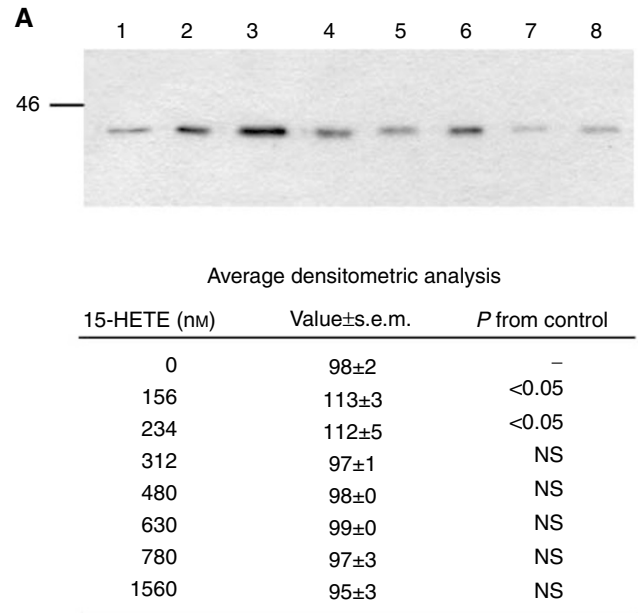 A
1 2 3 4 5 6 7 8
46
Average densitometric analysis
15-HETE (nM) Value±s.e.m. P from control
0 98±2 –
156 113±3 <0.05
234 112±5 <0.05
312 97±1 NS
480 98±0 NS
630 99±0 NS
780 97±3 NS
1560 95±3 NS